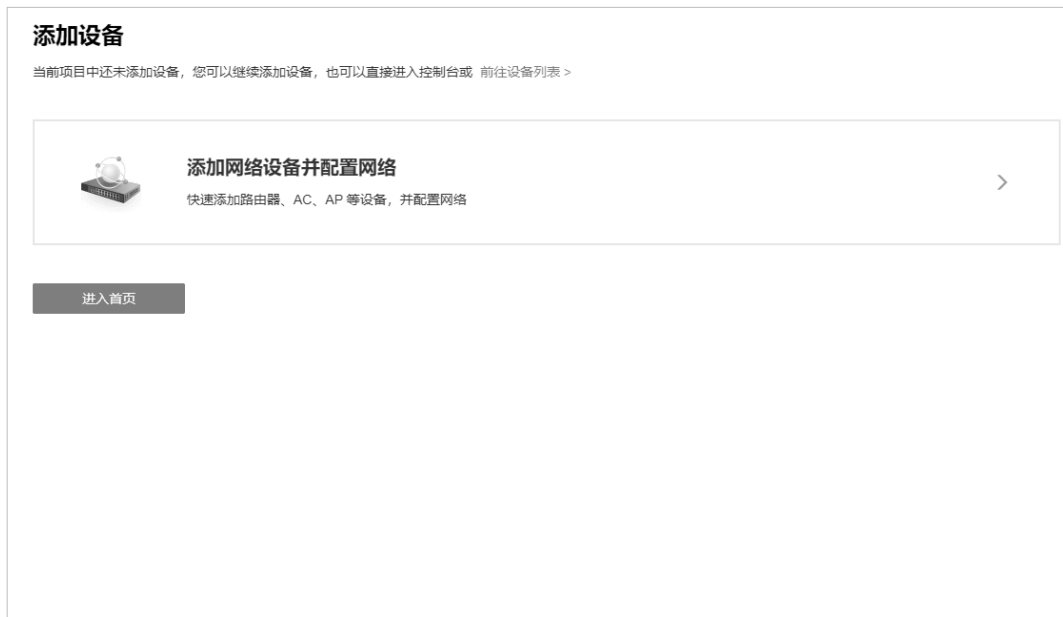 添加设备
当前项目中还未添加设备，您可以继续添加设备，也可以直接进入控制台或 前往设备列表 >
添加网络设备并配置网络
快速添加路由器、AC、AP 等设备，并配置网络
进入首页